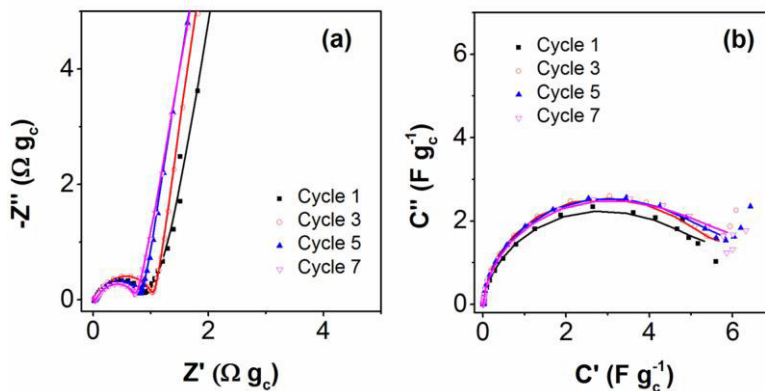 (a)
4
2
0
0
2
4
-Z'' (Ω g_c)
Z' (Ω g_c)
Cycle 1
Cycle 3
Cycle 5
Cycle 7
(b)
6
4
2
0
0
2
4
6
C'' (F g_c^-1)
C' (F g_c^-1)
Cycle 1
Cycle 3
Cycle 5
Cycle 7